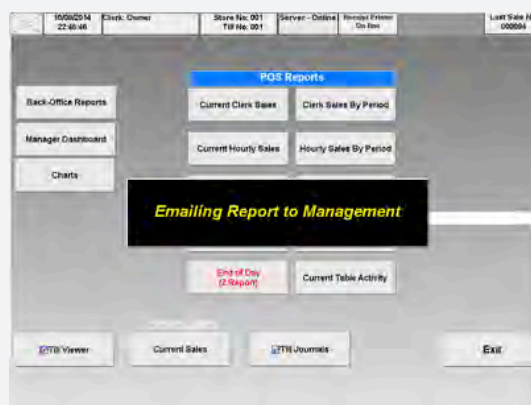 10/09/2014
22:46:46
Clerk: Owner
Store No: 001
Till No: 001
Server - Online
Receipt Printer
On-line
Last Sale N
000094
POS Reports
Back-Office Reports
Current Clerk Sales
Clerk Sales By Period
Manager Dashboard
Current Hourly Sales
Hourly Sales By Period
Charts
Emailing Report to Management
End of Day
(Z Report)
Current Table Activity
Till Viewer
Current Sales
Till Journals
Exit